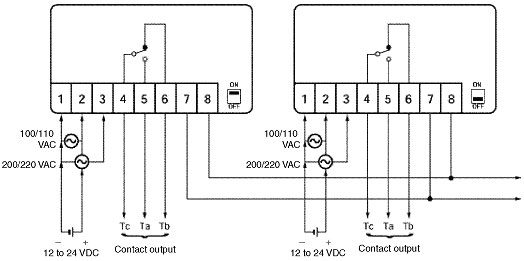 ON
1 2 3 4 5 6 7 8
OFF
100/110
VAC
200/220 VAC
Tc Ta Tb
− +
12 to 24 VDC
Contact output
ON
1 2 3 4 5 6 7 8
OFF
100/110
VAC
200/220 VAC
Tc Ta Tb
− +
12 to 24 VDC
Contact output